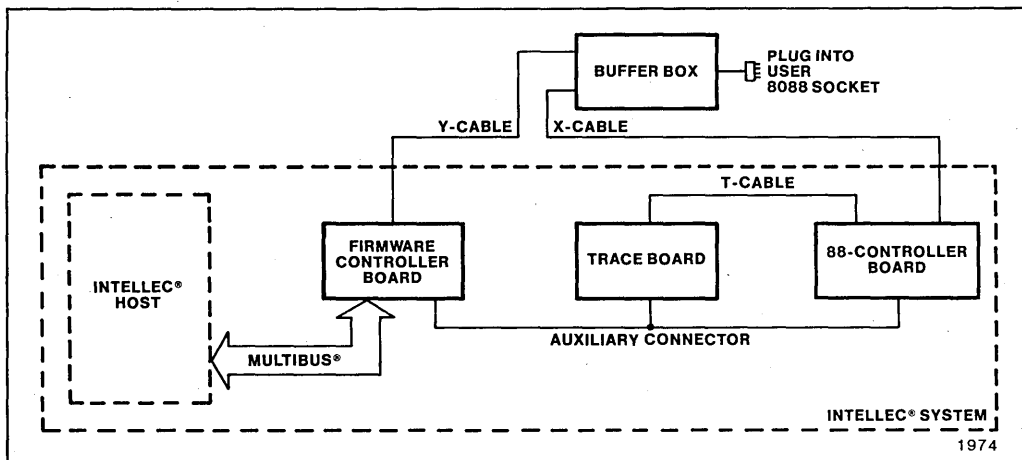 BUFFER BOX
PLUG INTO
USER
8088 SOCKET
Y-CABLE
X-CABLE
T-CABLE
INTELLEC®
HOST
FIRMWARE
CONTROLLER
BOARD
TRACE BOARD
88-CONTROLLER
BOARD
MULTIBUS®
AUXILIARY CONNECTOR
INTELLEC® SYSTEM
1974